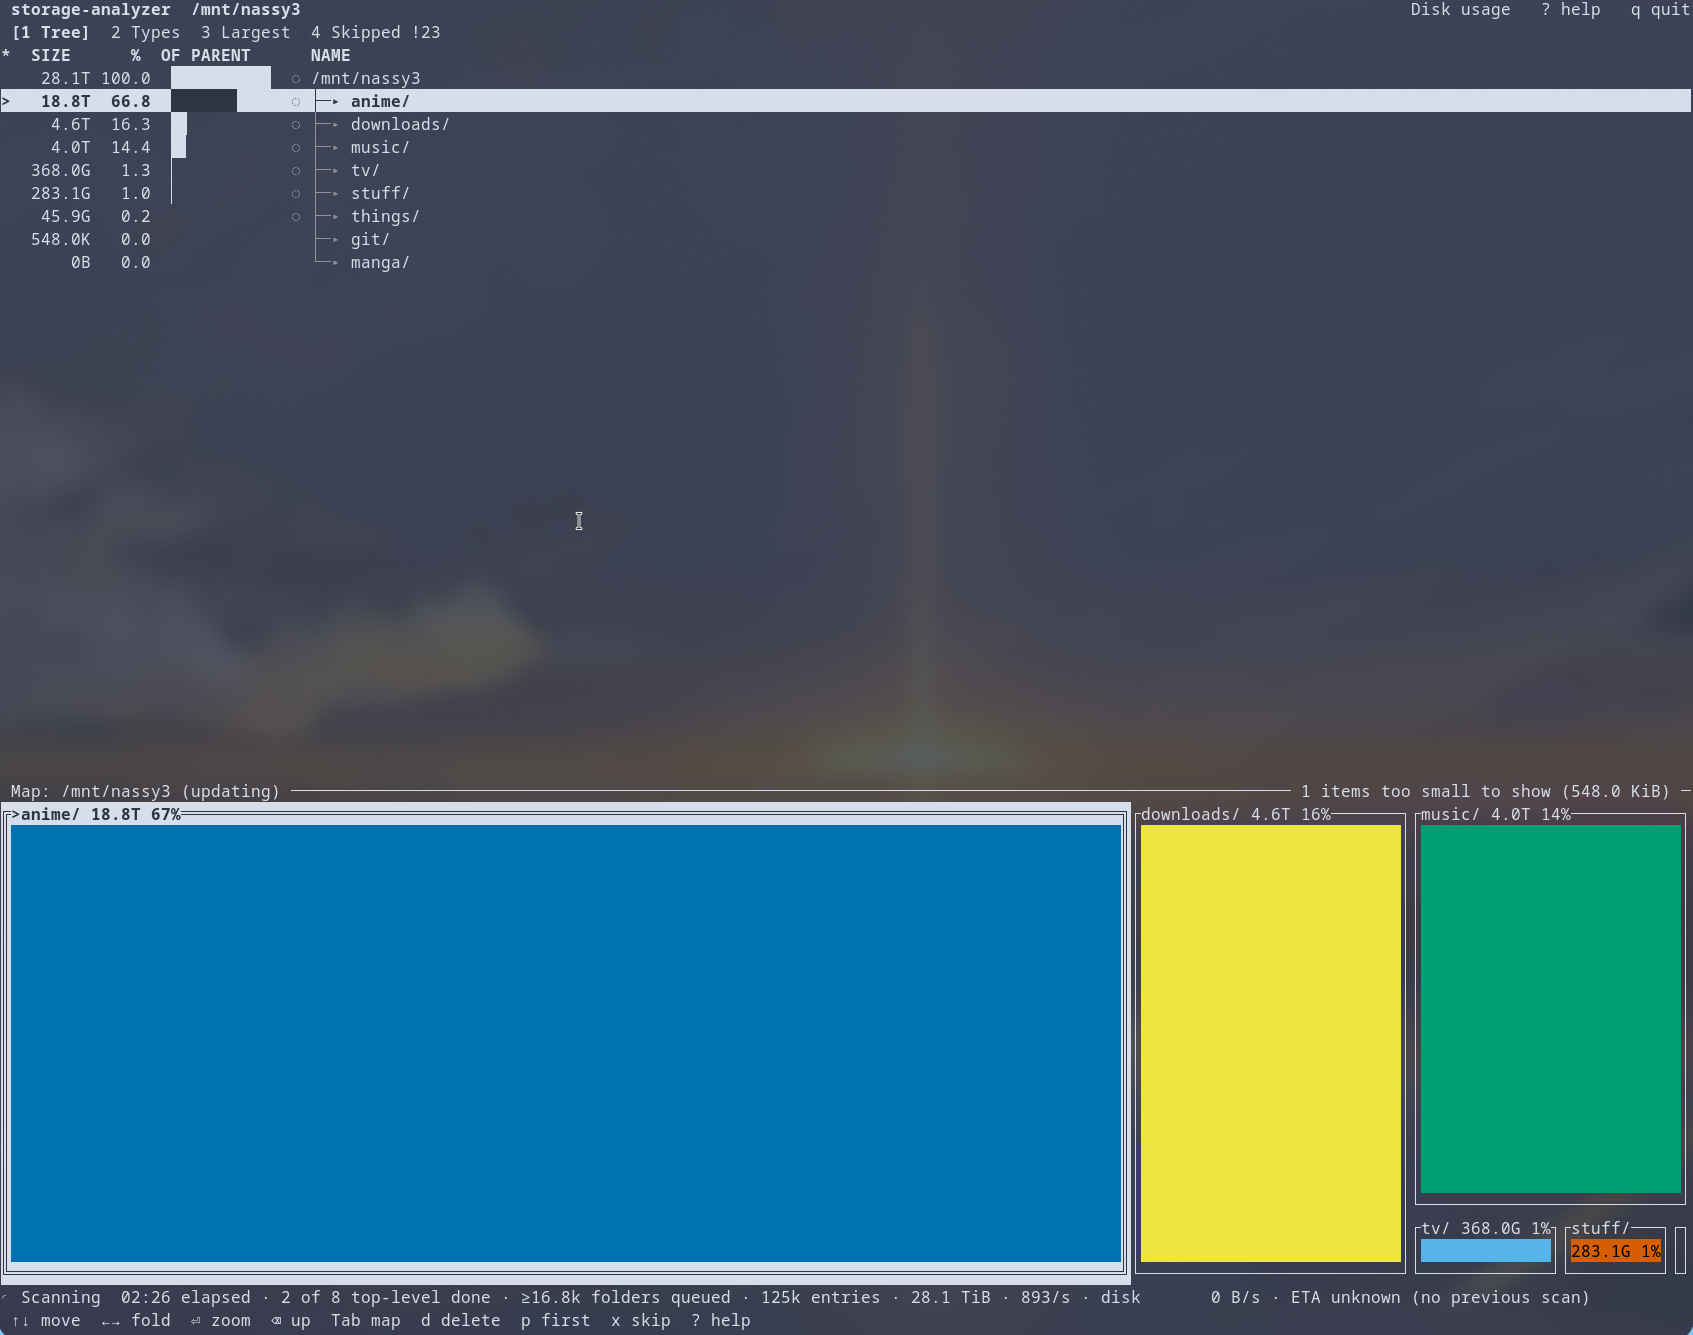 storage-analyzer  /mnt/nassy3  Disk usage  ? help  q quit
[1 Tree]  2 Types  3 Largest  4 Skipped !23
*  SIZE  %  OF PARENT  NAME
28.1T 100.0  ◌ /mnt/nassy3
>  18.8T  66.8  ◌ ├─▸ anime/
4.6T  16.3  ◌ ├─▸ downloads/
4.0T  14.4  ◌ ├─▸ music/
368.0G  1.3  ◌ ├─▸ tv/
283.1G  1.0  ◌ ├─▸ stuff/
45.9G  0.2  ◌ ├─▸ things/
548.0K  0.0  ├─▸ git/
0B  0.0  └─▸ manga/
Map: /mnt/nassy3 (updating)  1 items too small to show (548.0 KiB)
>anime/ 18.8T 67%  downloads/ 4.6T 16%  music/ 4.0T 14%
tv/ 368.0G 1%  stuff/
283.1G 1%
Scanning  02:26 elapsed · 2 of 8 top-level done · ≥16.8k folders queued · 125k entries · 28.1 TiB · 893/s · disk  0 B/s · ETA unknown (no previous scan)
↑↓ move  ←→ fold  ⏎ zoom  ⌫ up  Tab map  d delete  p first  x skip  ? help